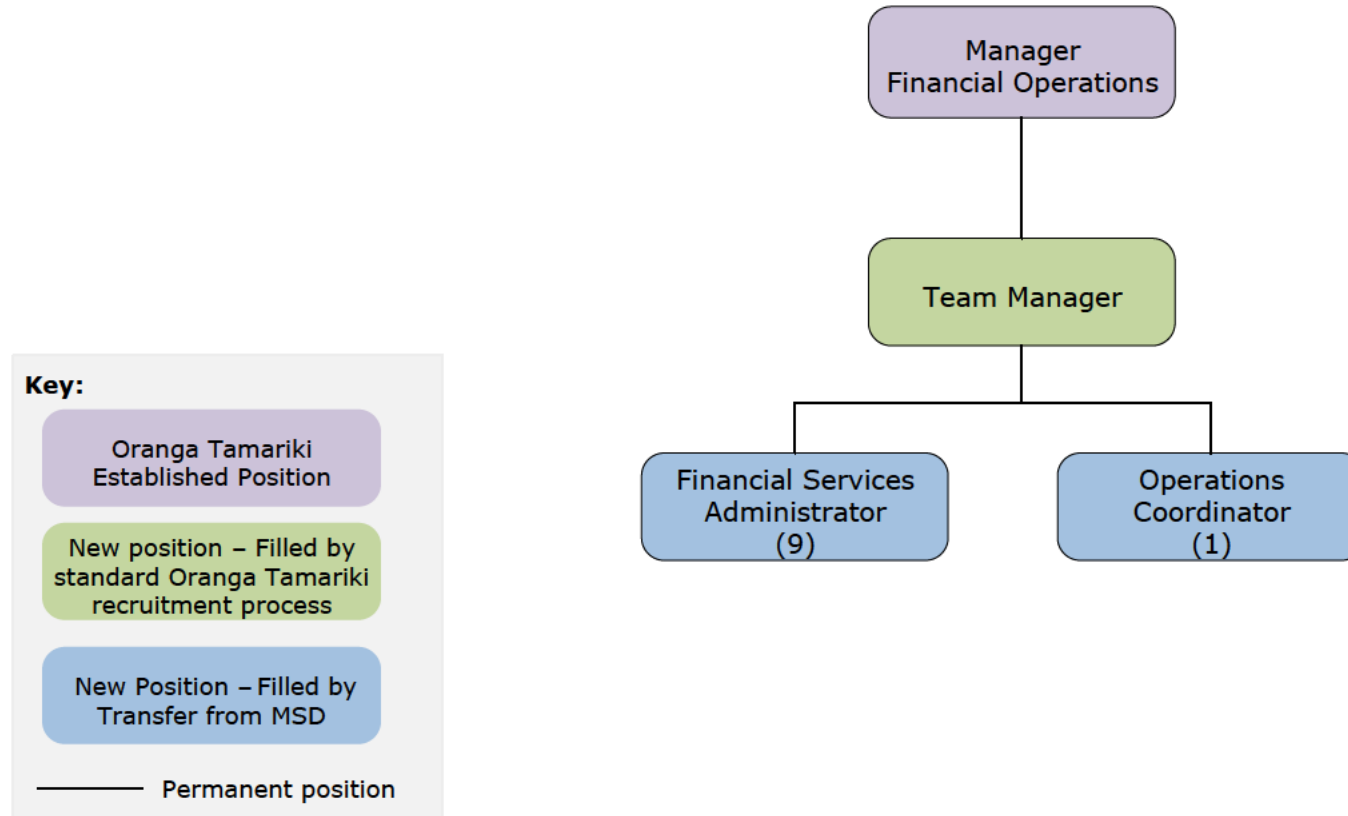 Manager
Financial Operations
Team Manager
Financial Services
Administrator
(9)
Operations
Coordinator
(1)
Key:
Oranga Tamariki
Established Position
New position – Filled by
standard Oranga Tamariki
recruitment process
New Position – Filled by
Transfer from MSD
Permanent position